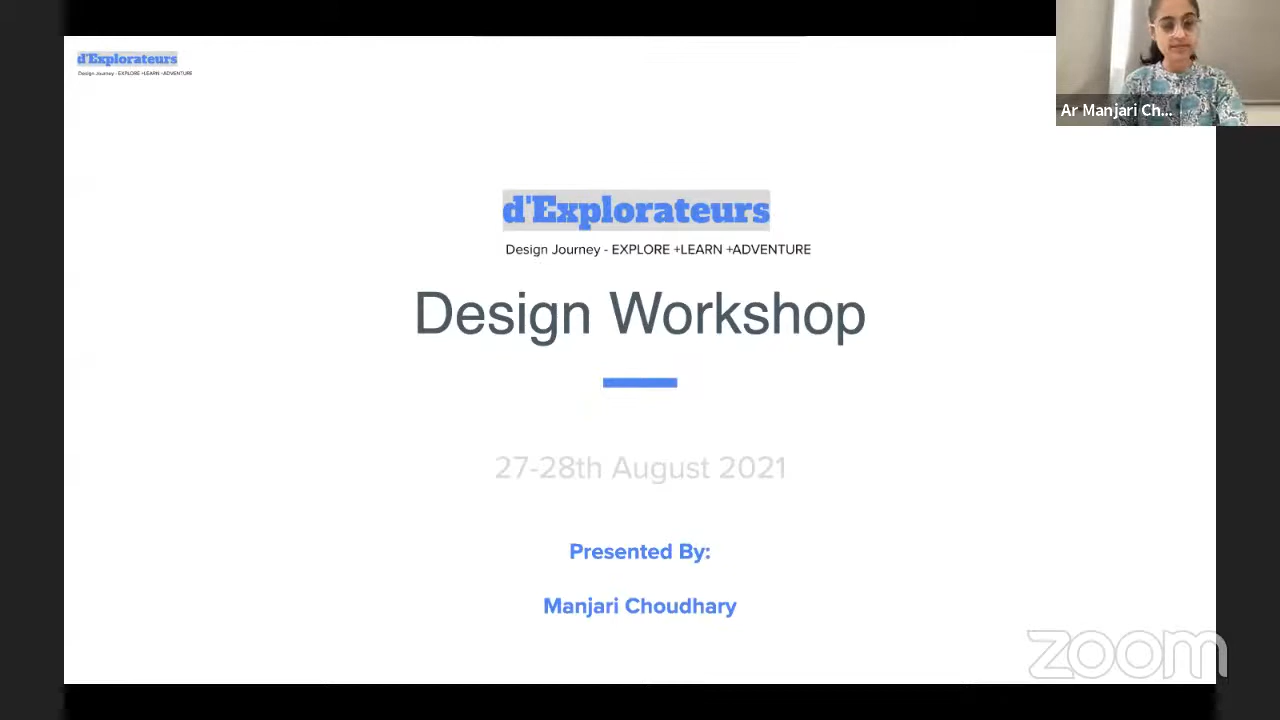 d'Explorateurs
Design Journey - EXPLORE +LEARN +ADVENTURE
Ar Manjari Ch...
d'Explorateurs
Design Journey - EXPLORE +LEARN +ADVENTURE
Design Workshop
27-28th August 2021
Presented By:
Manjari Choudhary
zoom